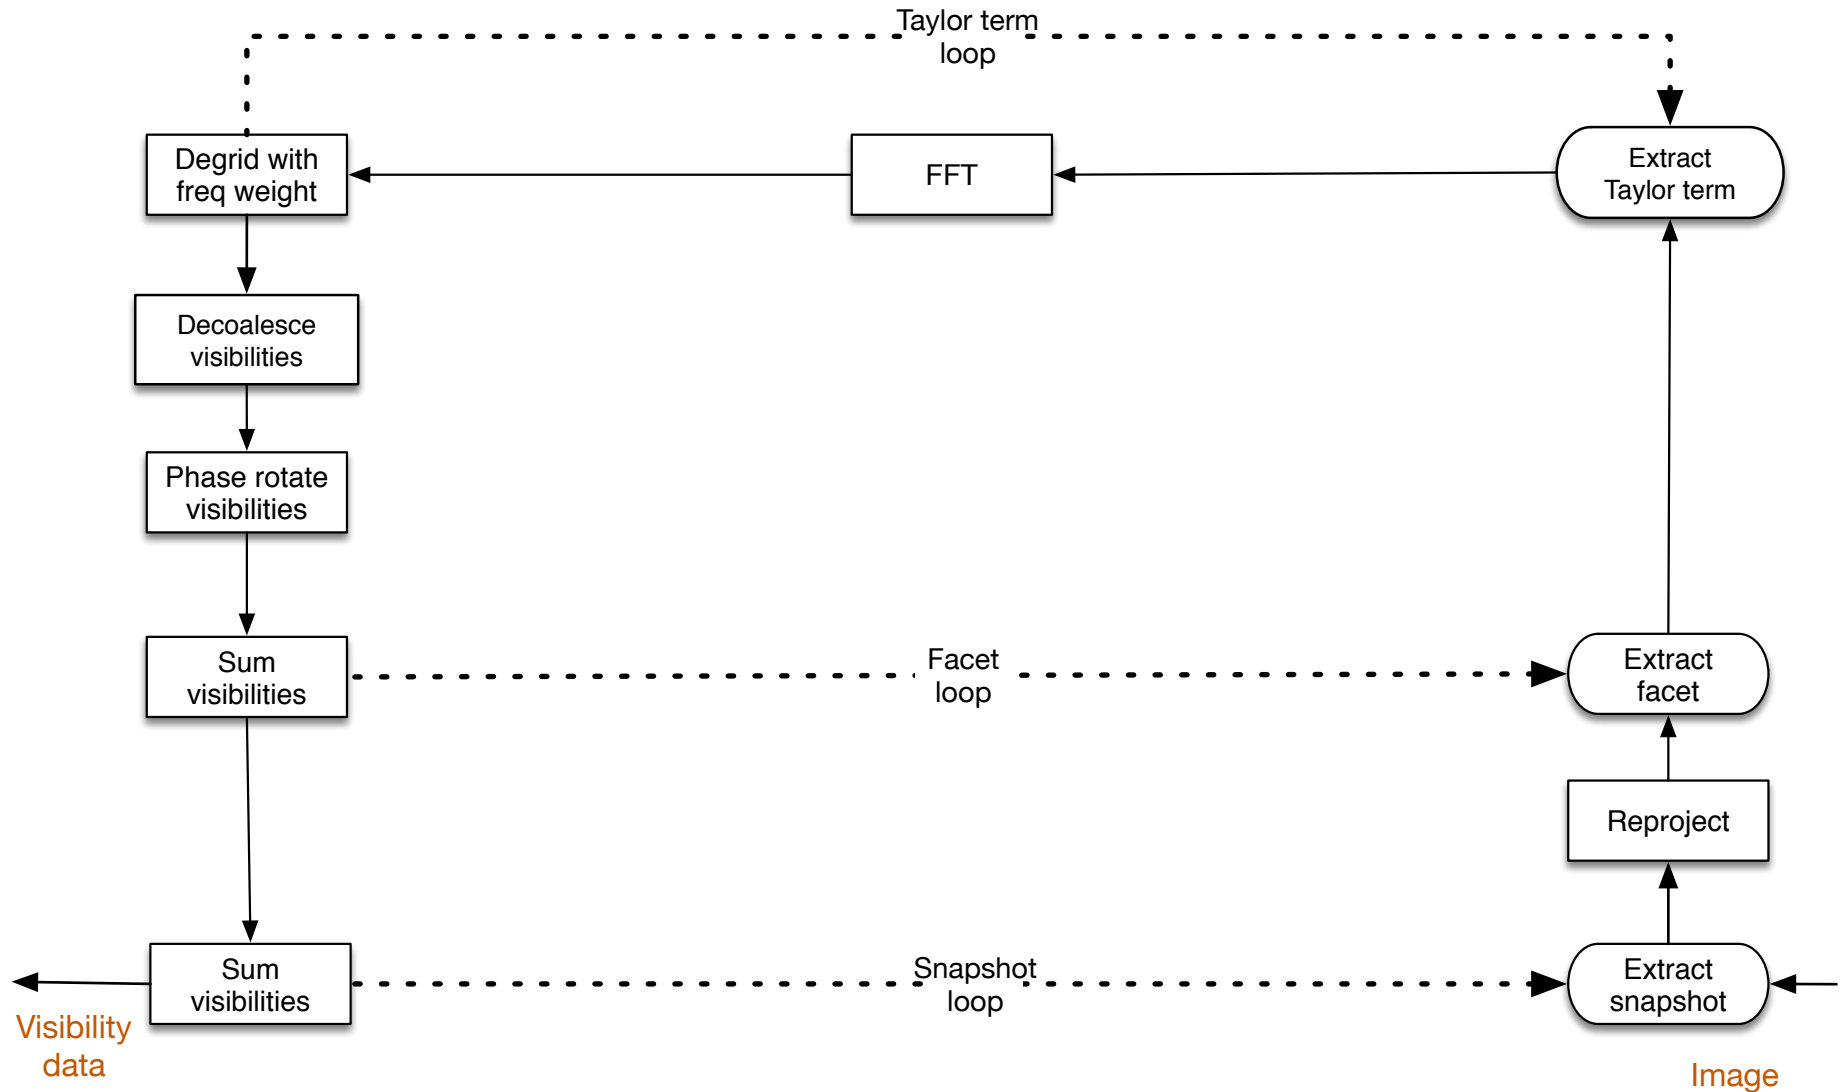 Taylor term
loop
Degrid with
freq weight
FFT
Extract
Taylor term
Decoalesce
visibilities
Phase rotate
visibilities
Sum
visibilities
Facet
loop
Extract
facet
Reproject
Sum
visibilities
Snapshot
loop
Extract
snapshot
Visibility
data
Image